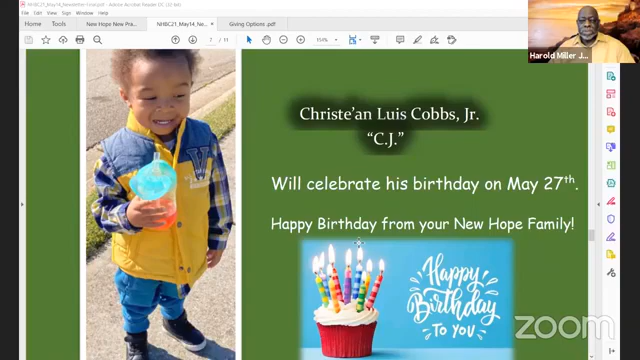 NHBC21_May14_Newsletter Final.pdf - Adobe Acrobat Reader DC (32-bit)
File Edit View Sign Window Help
Home Tools New Hope New Pra... NHBC21_May14_Ne... × Giving Options .pdf
7 / 11 151%
Harold Miller J...
Christe'an Luis Cobbs, Jr.
"C.J."
Will celebrate his birthday on May 27th.
Happy Birthday from your New Hope Family!
Happy
Birthday
TO YOU
zoom